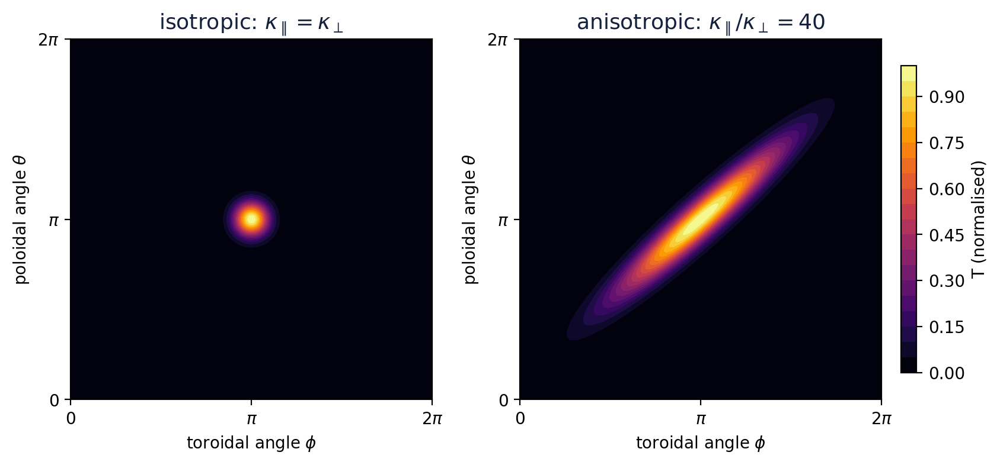 isotropic: κ∥ = κ⊥
2π
π
0
0
π
2π
poloidal angle θ
toroidal angle ϕ
anisotropic: κ∥/κ⊥ = 40
2π
π
0
0
π
2π
poloidal angle θ
toroidal angle ϕ
0.90
0.75
0.60
0.45
0.30
0.15
0.00
T (normalised)